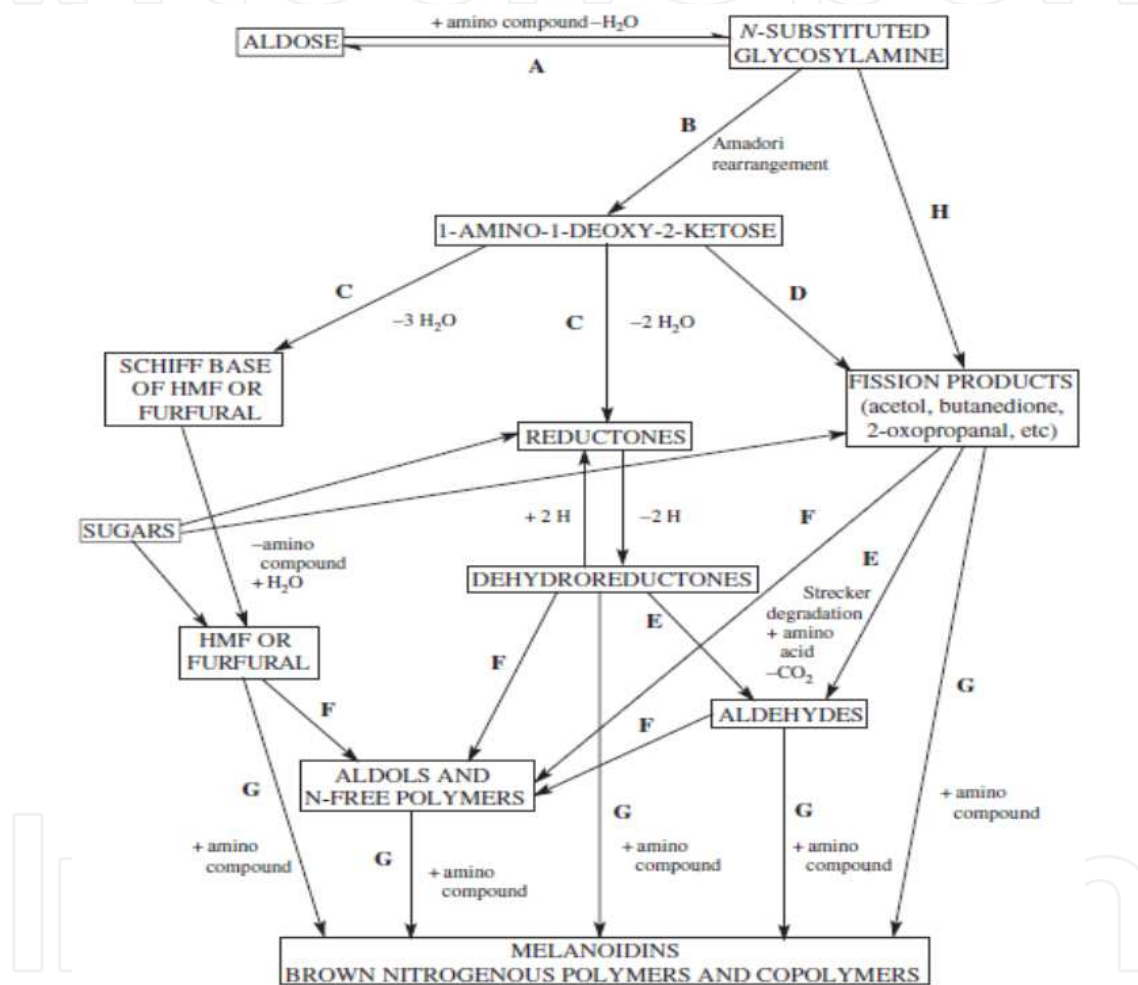 + amino compound–H₂O
ALDOSE
A
N-SUBSTITUTED
GLYCOSYLAMINE
B
Amadori
rearrangement
H
1-AMINO-1-DEOXY-2-KETOSE
C
–3 H₂O
C
–2 H₂O
D
SCHIFF BASE
OF HMF OR
FURFURAL
FISSION PRODUCTS
(acetol, butanedione,
2-oxopropanal, etc)
REDUCTONES
SUGARS
+ 2 H
–2 H
F
–amino
compound
+ H₂O
E
DEHYDROREDUCTONES
Strecker
degradation
+ amino
acid
–CO₂
E
HMF OR
FURFURAL
F
G
F
F
ALDEHYDES
ALDOLS AND
N-FREE POLYMERS
G
+ amino
compound
G
+ amino
compound
G
+ amino
compound
G
+ amino
compound
+ amino
compound
MELANOIDINS
BROWN NITROGENOUS POLYMERS AND COPOLYMERS